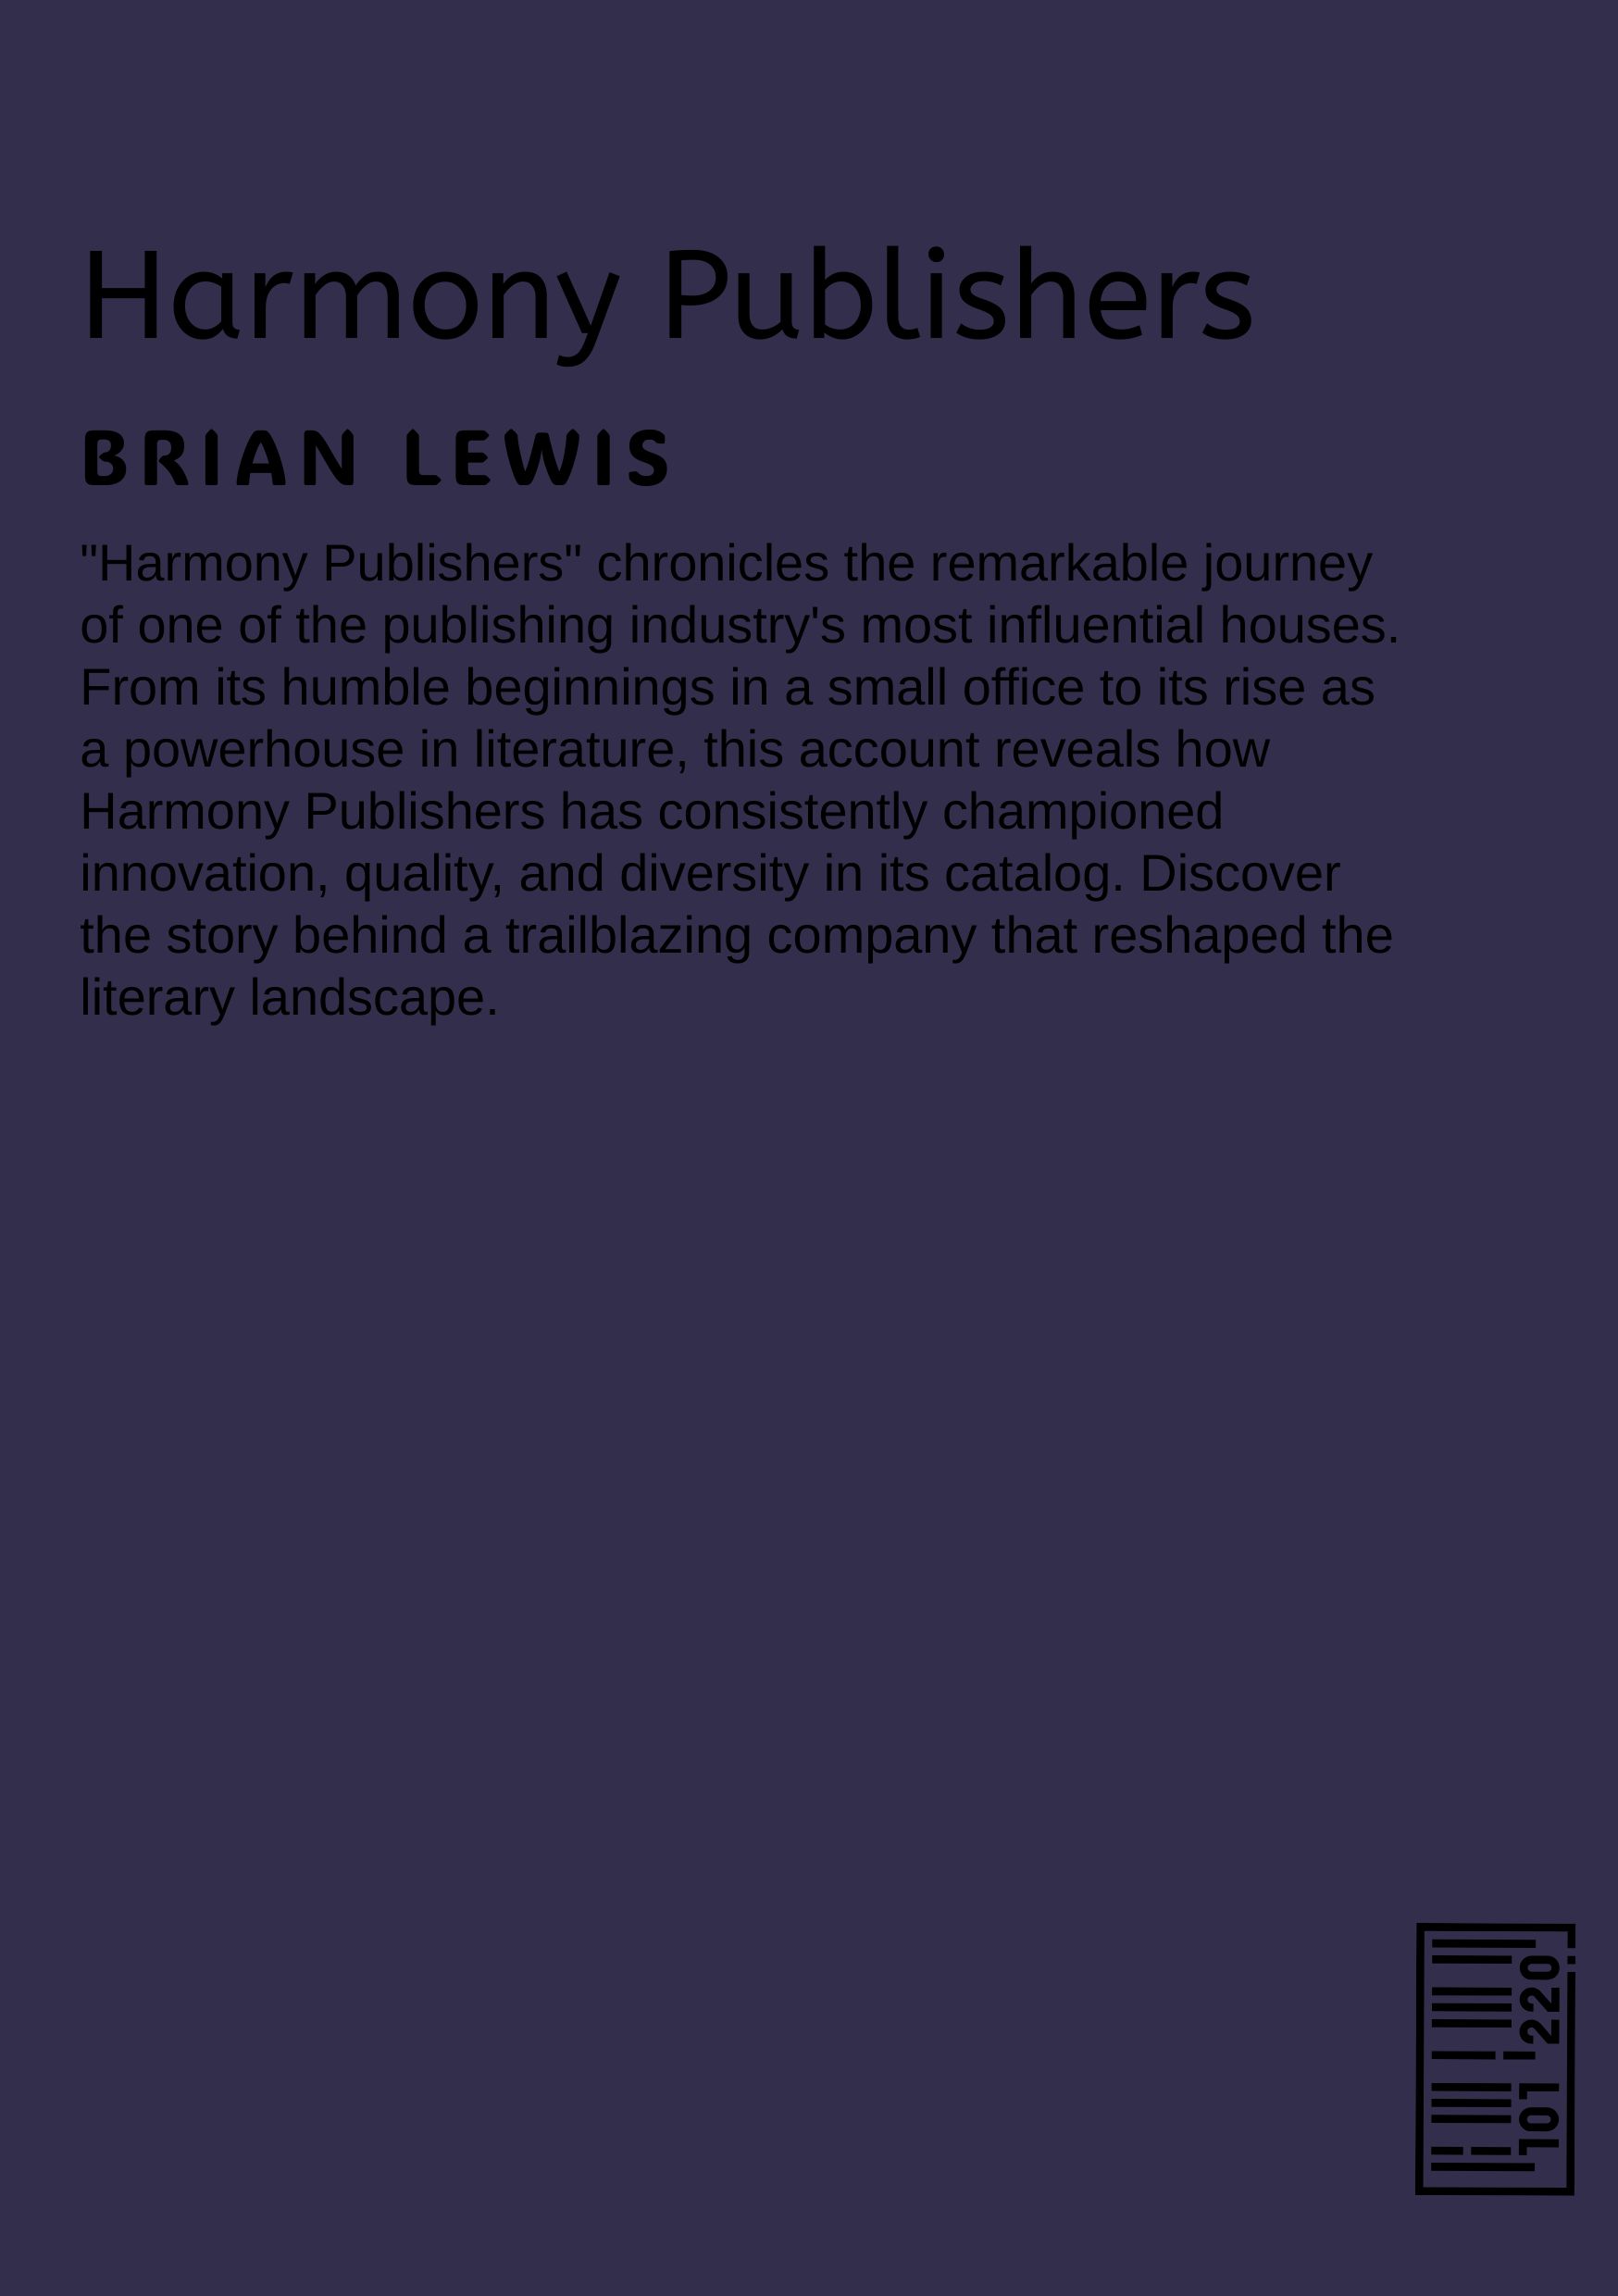 Harmony Publishers
BRIAN LEWIS
"Harmony Publishers" chronicles the remarkable journey
of one of the publishing industry's most influential houses.
From its humble beginnings in a small office to its rise as
a powerhouse in literature, this account reveals how
Harmony Publishers has consistently championed
innovation, quality, and diversity in its catalog. Discover
the story behind a trailblazing company that reshaped the
literary landscape.
101 220